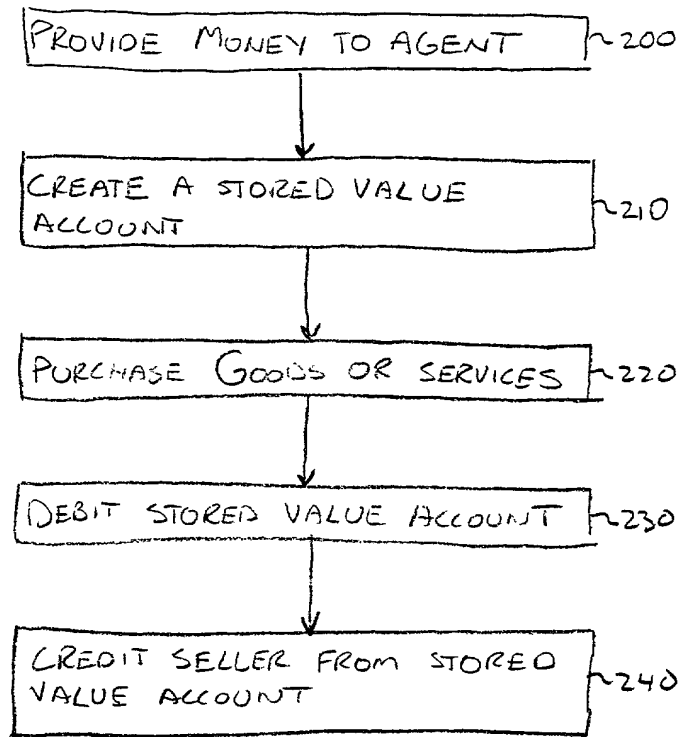 PROVIDE MONEY TO AGENT 200
CREATE A STORED VALUE
ACCOUNT
210
PURCHASE GOODS OR SERVICES 220
DEBIT STORED VALUE ACCOUNT 230
CREDIT SELLER FROM STORED
VALUE ACCOUNT
240